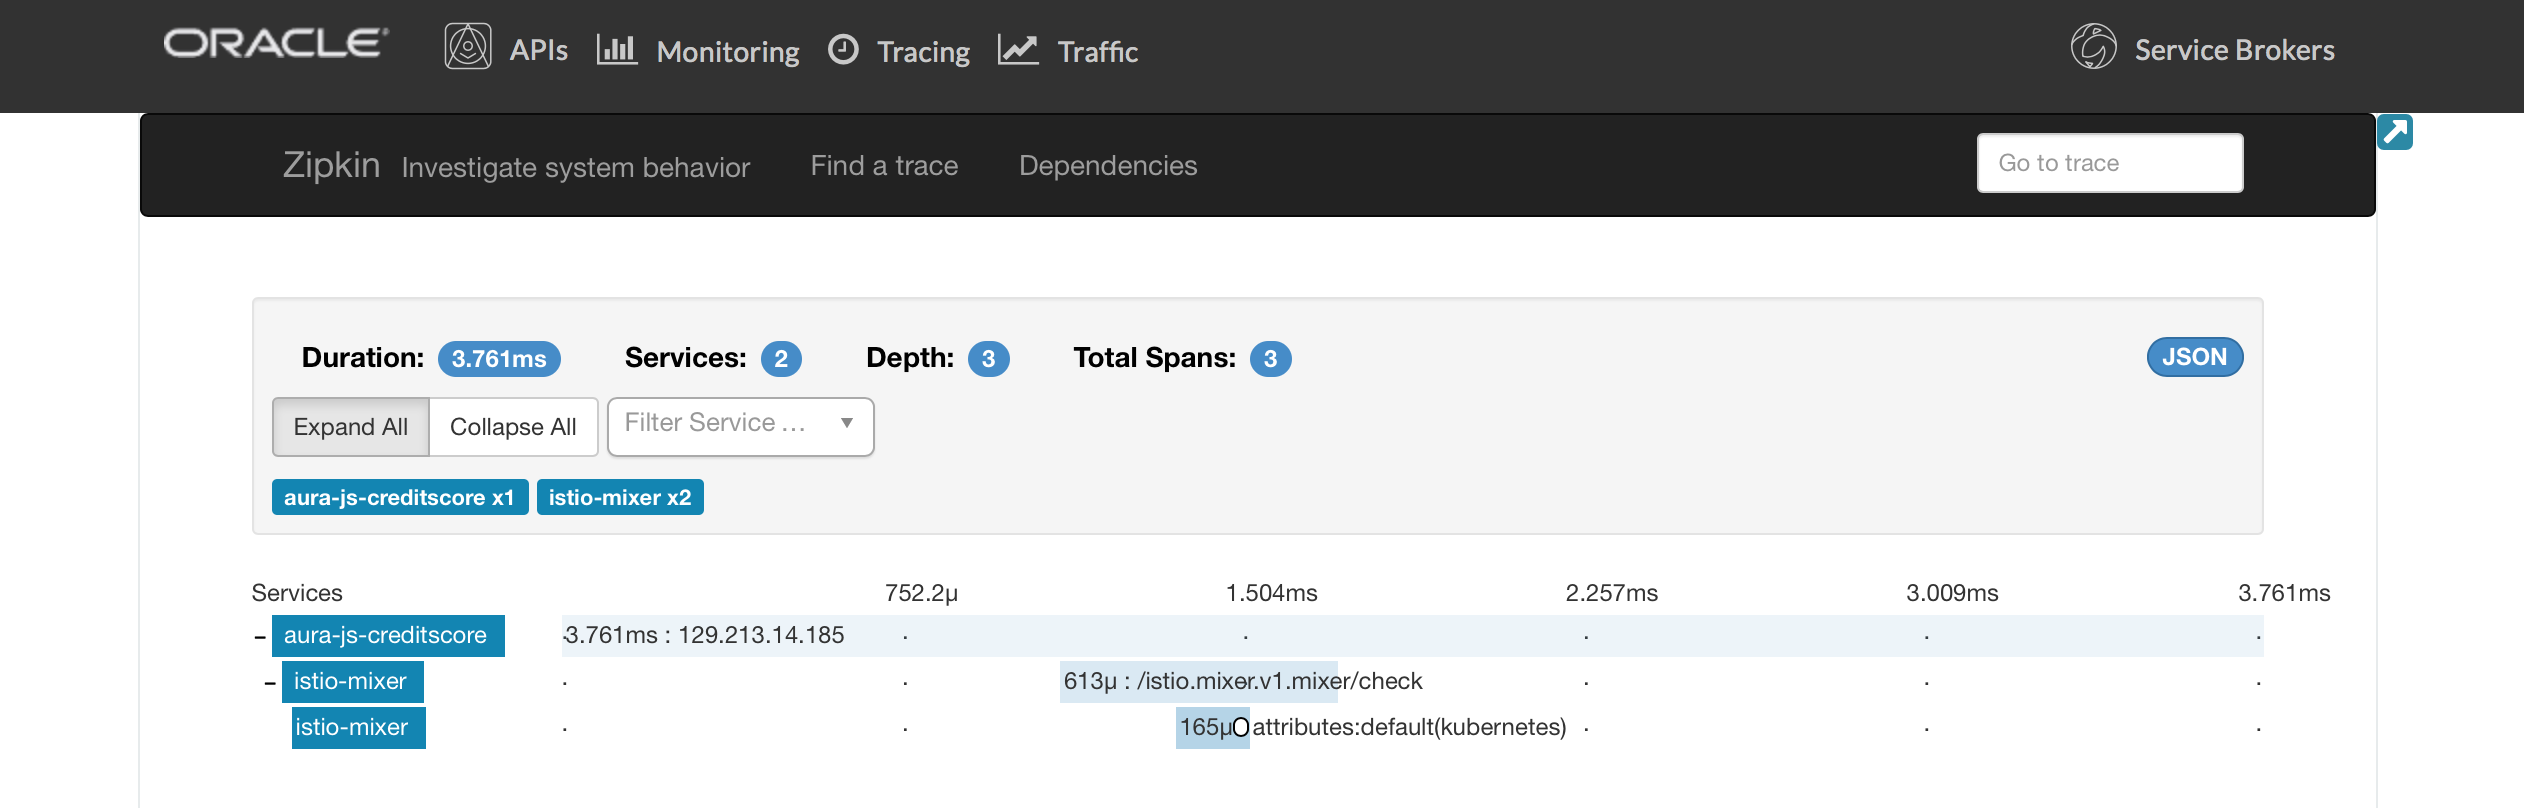 ORACLE® APIs Monitoring Tracing Traffic Service Brokers
Zipkin Investigate system behavior Find a trace Dependencies Go to trace
Duration: 3.761ms Services: 2 Depth: 3 Total Spans: 3 JSON
Expand All Collapse All Filter Service ...
aura-js-creditscore x1 istio-mixer x2
Services 752.2μ 1.504ms 2.257ms 3.009ms 3.761ms
aura-js-creditscore 3.761ms : 129.213.14.185
istio-mixer 613μ : /istio.mixer.v1.mixer/check
istio-mixer 165μ attributes:default(kubernetes)